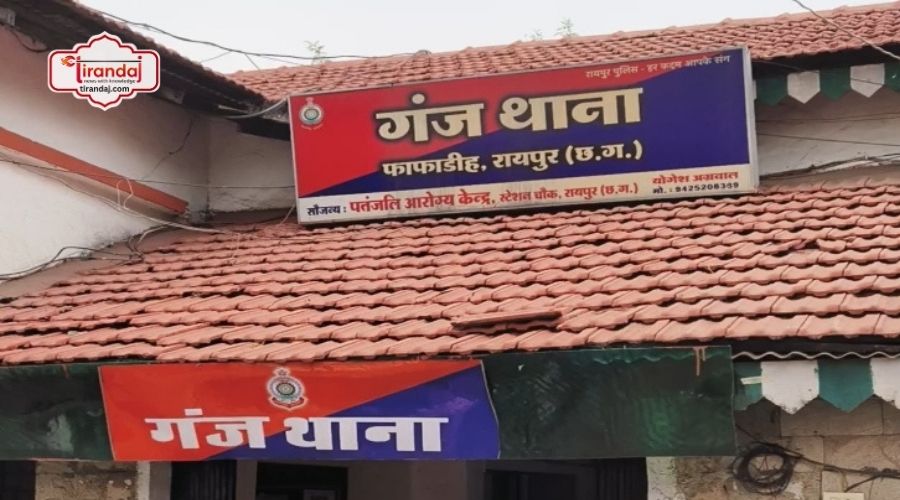 tirandaj
news with knowledge
tirandaj.com
रायपुर पुलिस - हर कदम आपके संग
गंज थाना
फाफाडीह, रायपुर (छ.ग.)
सौजन्य : पतंजलि आरोग्य केन्द्र, स्टेशन चौक, रायपुर (छ.ग.)
योगेश अग्रवाल
मो.: 9425208359
गंज थाना